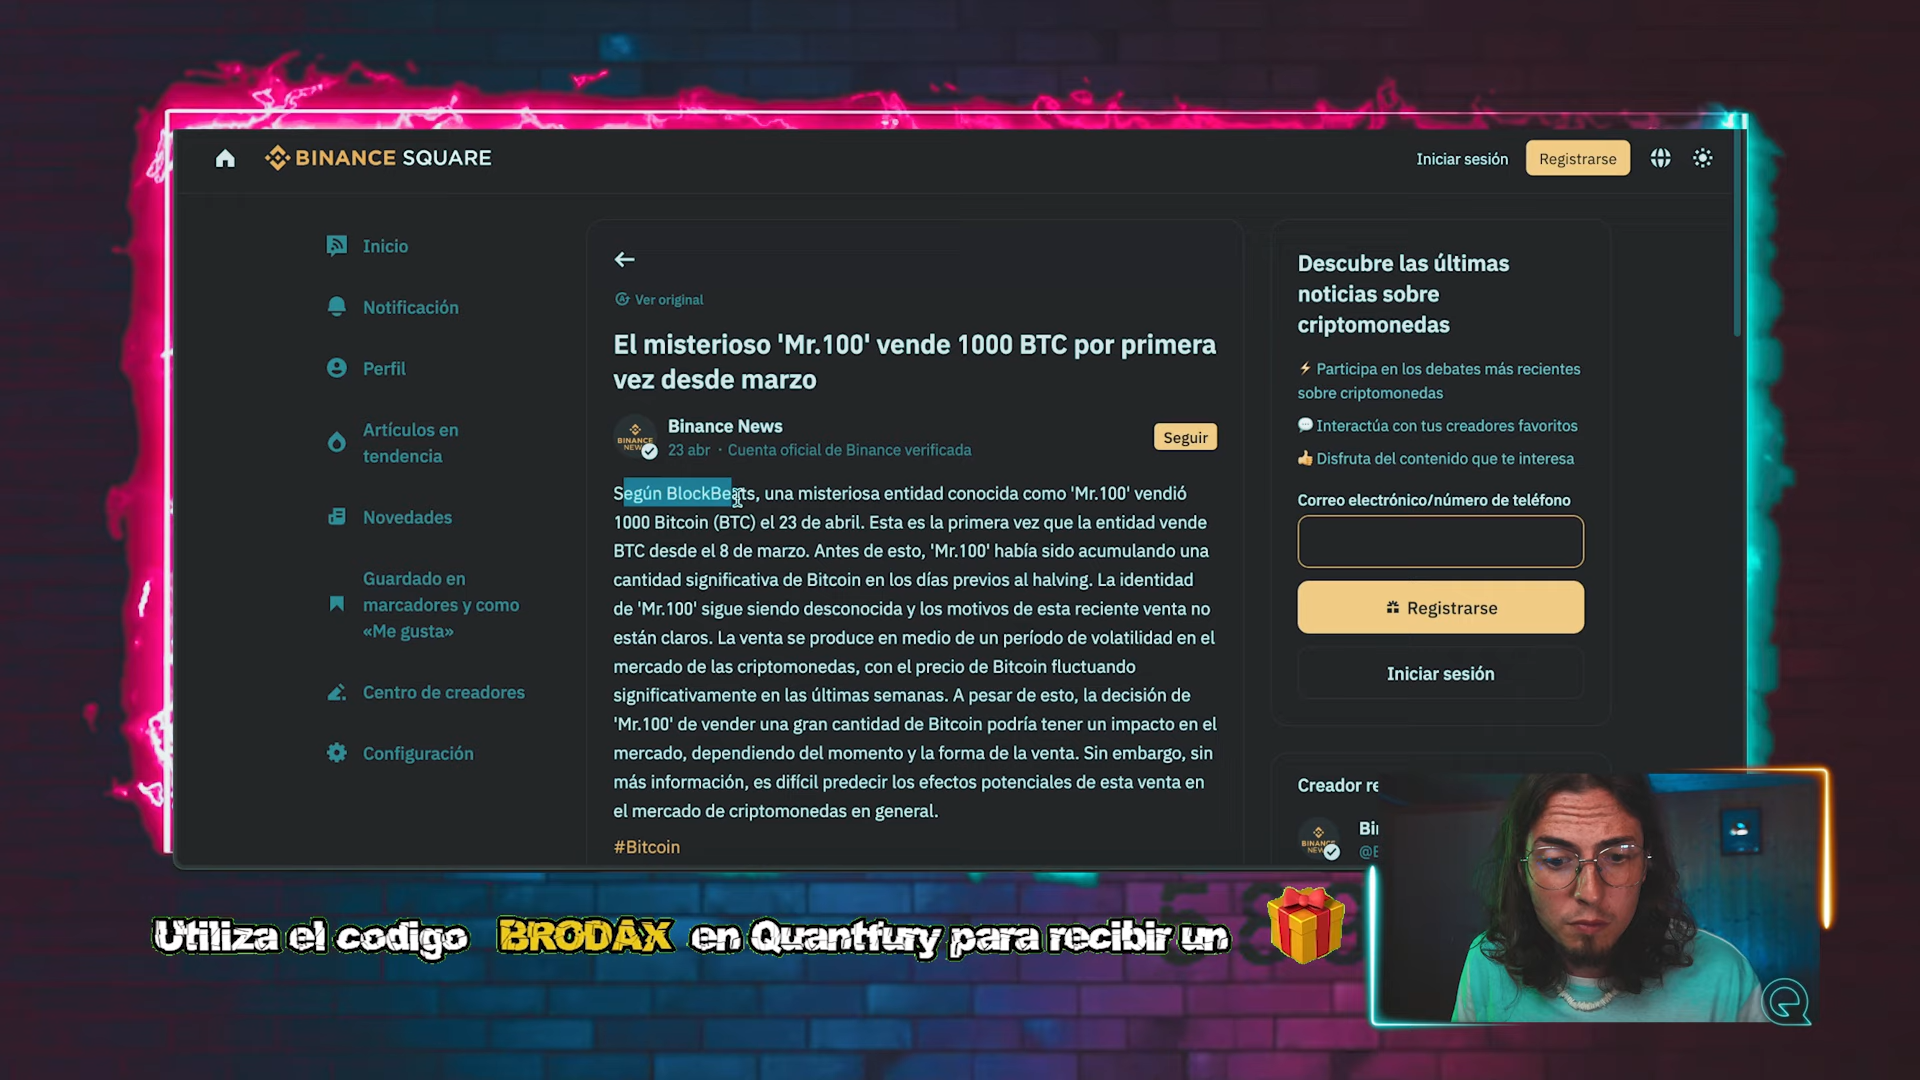 BINANCE SQUARE
Iniciar sesión
Registrarse
Inicio
Notificación
Perfil
Artículos en
tendencia
Novedades
Guardado en
marcadores y como
«Me gusta»
Centro de creadores
Configuración
Ver original
El misterioso 'Mr.100' vende 1000 BTC por primera
vez desde marzo
BINANCE
NEWS
Binance News
23 abr · Cuenta oficial de Binance verificada
Seguir
Según BlockBeats, una misteriosa entidad conocida como 'Mr.100' vendió
1000 Bitcoin (BTC) el 23 de abril. Esta es la primera vez que la entidad vende
BTC desde el 8 de marzo. Antes de esto, 'Mr.100' había sido acumulando una
cantidad significativa de Bitcoin en los días previos al halving. La identidad
de 'Mr.100' sigue siendo desconocida y los motivos de esta reciente venta no
están claros. La venta se produce en medio de un período de volatilidad en el
mercado de las criptomonedas, con el precio de Bitcoin fluctuando
significativamente en las últimas semanas. A pesar de esto, la decisión de
'Mr.100' de vender una gran cantidad de Bitcoin podría tener un impacto en el
mercado, dependiendo del momento y la forma de la venta. Sin embargo, sin
más información, es difícil predecir los efectos potenciales de esta venta en
el mercado de criptomonedas en general.
#Bitcoin
Descubre las últimas
noticias sobre
criptomonedas
⚡ Participa en los debates más recientes
sobre criptomonedas
💬 Interactúa con tus creadores favoritos
👍 Disfruta del contenido que te interesa
Correo electrónico/número de teléfono
Registrarse
Iniciar sesión
Creador re
Bi
BINANCE
@B
Utiliza el codigo BRODAX en Quantfury para recibir un